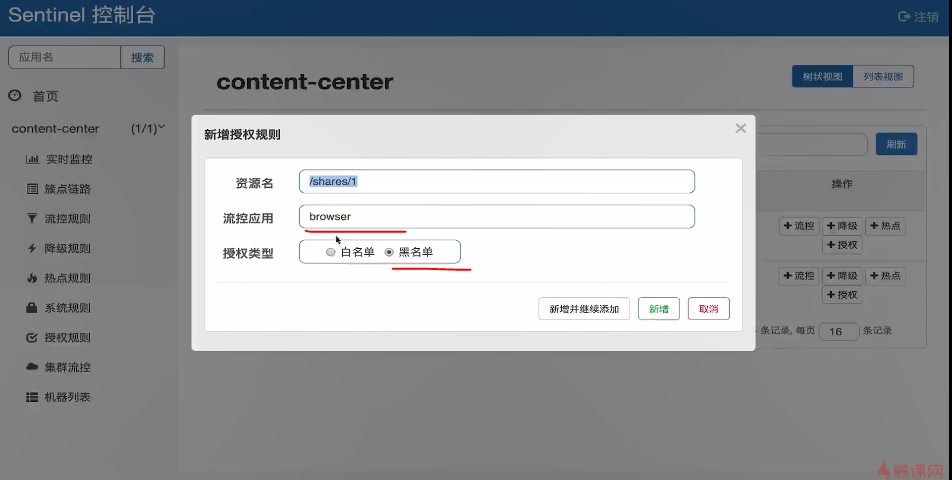 Sentinel 控制台
注销
应用名
搜索
首页
content-center (1/1)
实时监控
簇点链路
流控规则
降级规则
热点规则
系统规则
授权规则
集群流控
机器列表
content-center
树状视图 列表视图
刷新
操作
+ 流控 + 降级 + 热点
+ 授权
+ 流控 + 降级 + 热点
+ 授权
条记录, 每页 16 条记录
新增授权规则
资源名 /shares/1
流控应用 browser
授权类型 白名单 黑名单
新增并继续添加 新增 取消
慕课网